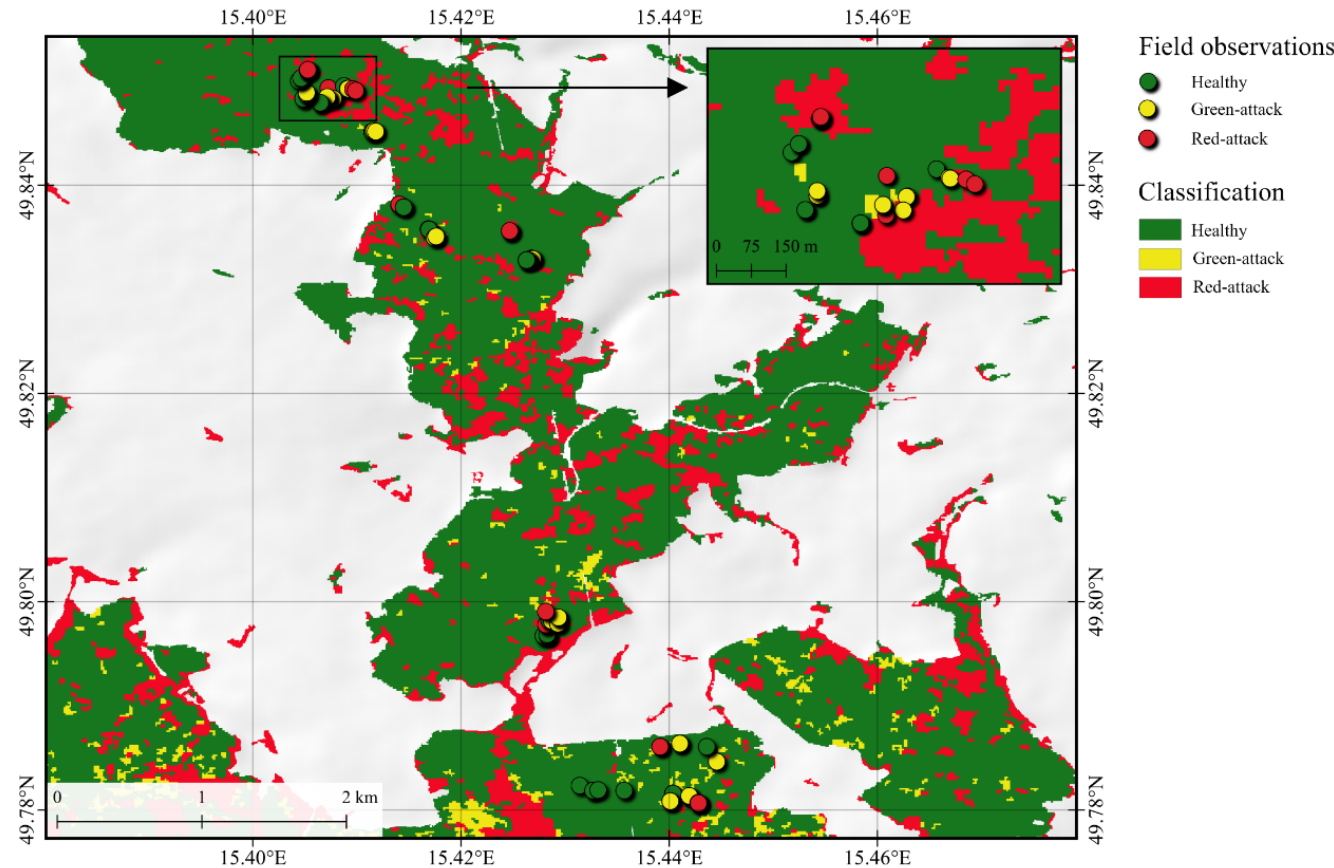 15.40°E 15.42°E 15.44°E 15.46°E
Field observations
Healthy
Green-attack
Red-attack
Classification
Healthy
Green-attack
Red-attack
0 75 150 m
49.84°N 49.84°N
49.82°N 49.82°N
49.80°N 49.80°N
49.78°N 49.78°N
0 1 2 km
15.40°E 15.42°E 15.44°E 15.46°E